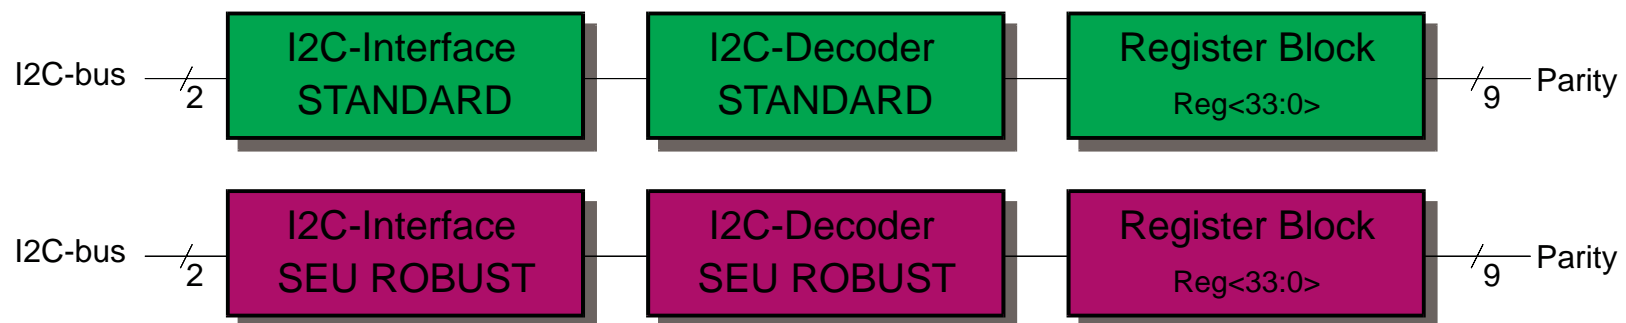 I2C-bus
2
I2C-Interface
STANDARD
I2C-Decoder
STANDARD
Register Block
Reg<33:0>
9
Parity
I2C-bus
2
I2C-Interface
SEU ROBUST
I2C-Decoder
SEU ROBUST
Register Block
Reg<33:0>
9
Parity